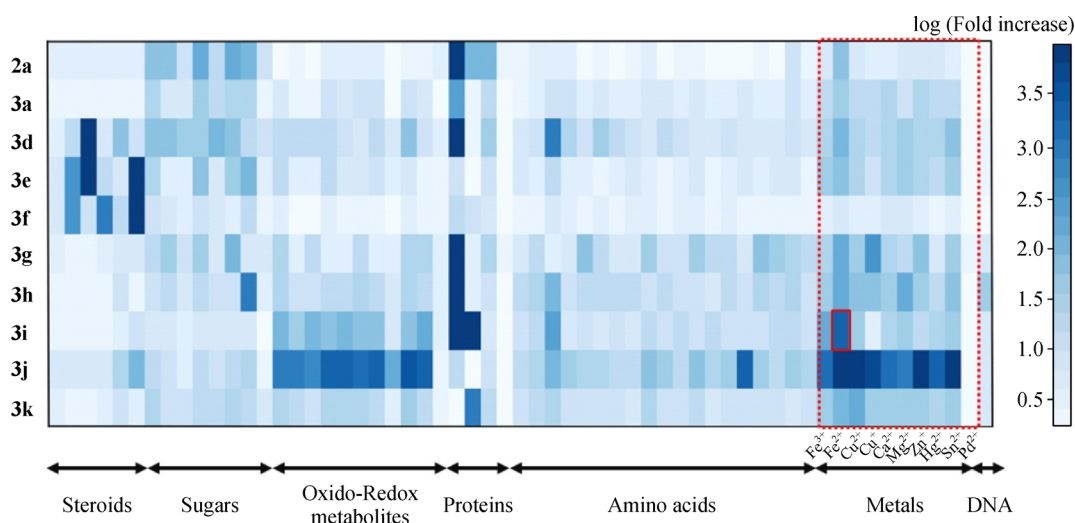 log (Fold increase)
2a
3a
3d
3e
3f
3g
3h
3i
3j
3k
3.5
3.0
2.5
2.0
1.5
1.0
0.5
Fe³⁺
Fe²⁺
Cu²⁺
Cu⁺
Ca²⁺
Mg²⁺
Zn⁺
Hg²⁺
Sn²⁺
Pd²⁺
Steroids
Sugars
Oxido-Redox
metabolites
Proteins
Amino acids
Metals
DNA